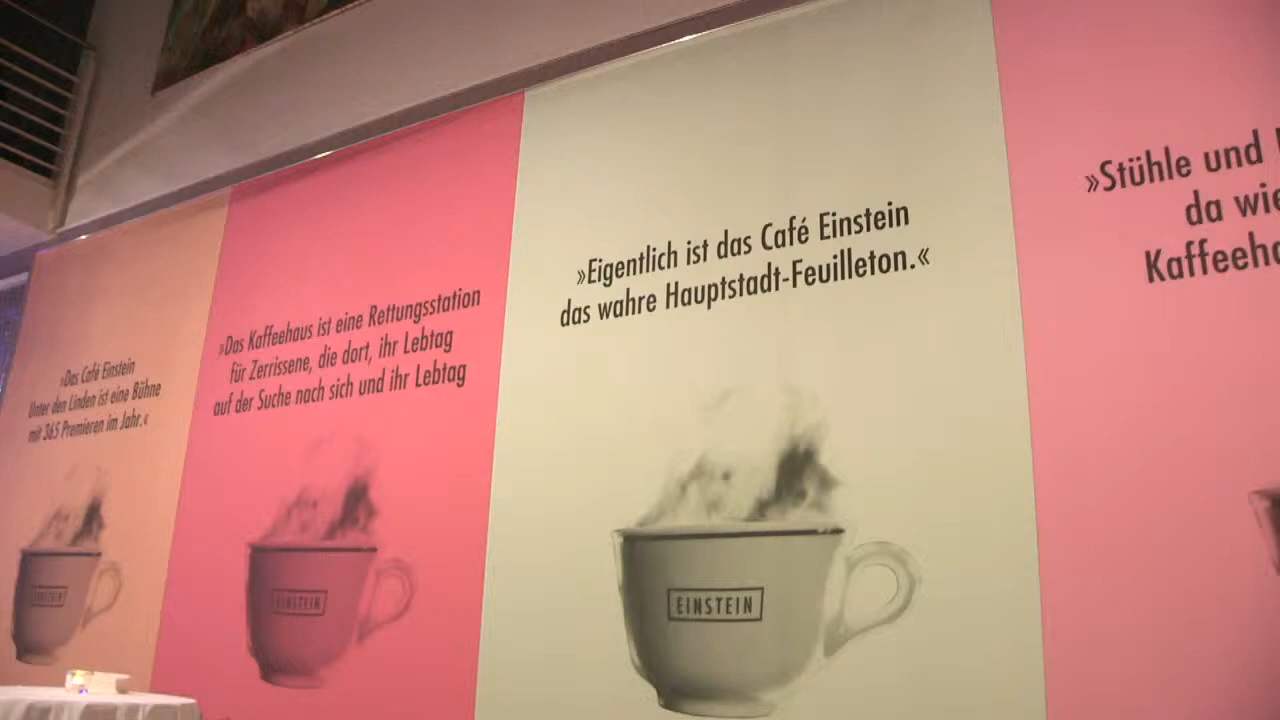 »Das Café Einstein
Unter den Linden ist eine Bühne
mit 365 Premieren im Jahr.«
EINSTEIN
»Das Kaffeehaus ist eine Rettungsstation
für Zerrissene, die dort, ihr Lebtag
auf der Suche nach sich und ihr Lebtag
EINSTEIN
»Eigentlich ist das Café Einstein
das wahre Hauptstadt-Feuilleton.«
EINSTEIN
»Stühle und
da wie
Kaffeeha